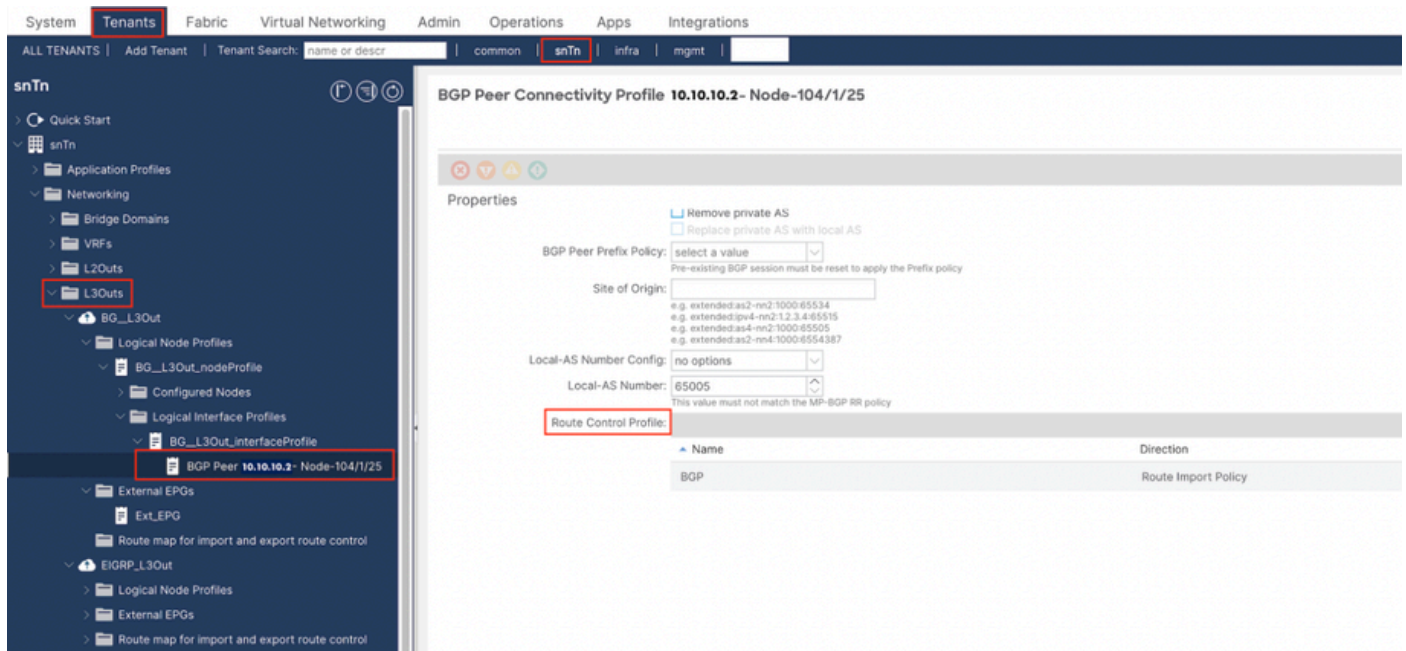 System Tenants Fabric Virtual Networking Admin Operations Apps Integrations
ALL TENANTS | Add Tenant | Tenant Search: name or descr | common | snTn | infra | mgmt |
snTn
Quick Start
snTn
Application Profiles
Networking
Bridge Domains
VRFs
L2Outs
L3Outs
BG__L3Out
Logical Node Profiles
BG__L3Out_nodeProfile
Configured Nodes
Logical Interface Profiles
BG__L3Out_interfaceProfile
BGP Peer 10.10.10.2- Node-104/1/25
External EPGs
Ext_EPG
Route map for import and export route control
EIGRP_L3Out
Logical Node Profiles
External EPGs
Route map for import and export route control
BGP Peer Connectivity Profile 10.10.10.2- Node-104/1/25
Properties
Remove private AS
Replace private AS with local AS
BGP Peer Prefix Policy: select a value
Pre-existing BGP session must be reset to apply the Prefix policy
Site of Origin:
e.g. extended:as2-nn2:1000:65534
e.g. extended:ipv4-nn2:1.2.3.4:65515
e.g. extended:as4-nn2:1000:65505
e.g. extended:as2-nn4:1000:6554387
Local-AS Number Config: no options
Local-AS Number: 65005
This value must not match the MP-BGP RR policy
Route Control Profile:
Name Direction
BGP Route Import Policy